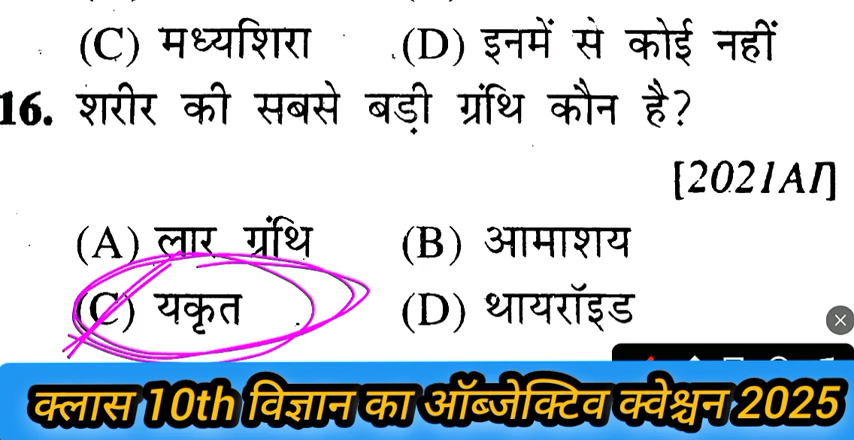 (C) मध्यशिरा (D) इनमें से कोई नहीं
16. शरीर की सबसे बड़ी ग्रंथि कौन है?
[2021AI]
(A) लार ग्रंथि (B) आमाशय
(C) यकृत (D) थायरॉइड
क्लास 10th विज्ञान का ऑब्जेक्टिव क्वेश्चन 2025